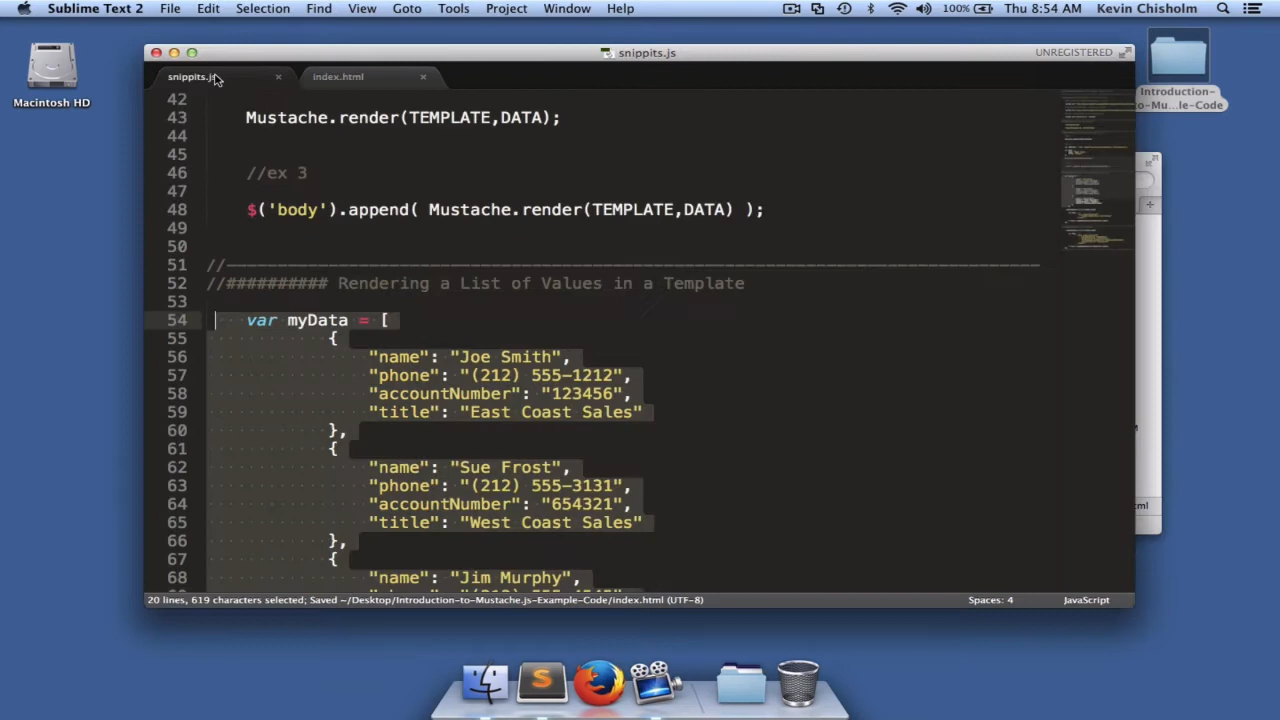 Sublime Text 2 File Edit Selection Find View Goto Tools Project Window Help 100% Thu 8:54 AM Kevin Chisholm
snippits.js UNREGISTERED
snippits.js × index.html ×
Macintosh HD
Introduction-
to-Mu...le-Code
42
43 Mustache.render(TEMPLATE,DATA);
44
45
46 //ex 3
47
48 $('body').append( Mustache.render(TEMPLATE,DATA) );
49
50
51 //--------------------------------------------------------------------------------
52 //########## Rendering a List of Values in a Template
53
54 var myData = [
55 {
56 "name": "Joe Smith",
57 "phone": "(212) 555-1212",
58 "accountNumber": "123456",
59 "title": "East Coast Sales"
60 },
61 {
62 "name": "Sue Frost",
63 "phone": "(212) 555-3131",
64 "accountNumber": "654321",
65 "title": "West Coast Sales"
66 },
67 {
68 "name": "Jim Murphy",
20 lines, 619 characters selected; Saved ~/Desktop/Introduction-to-Mustache.js-Example-Code/index.html (UTF-8) Spaces: 4 JavaScript